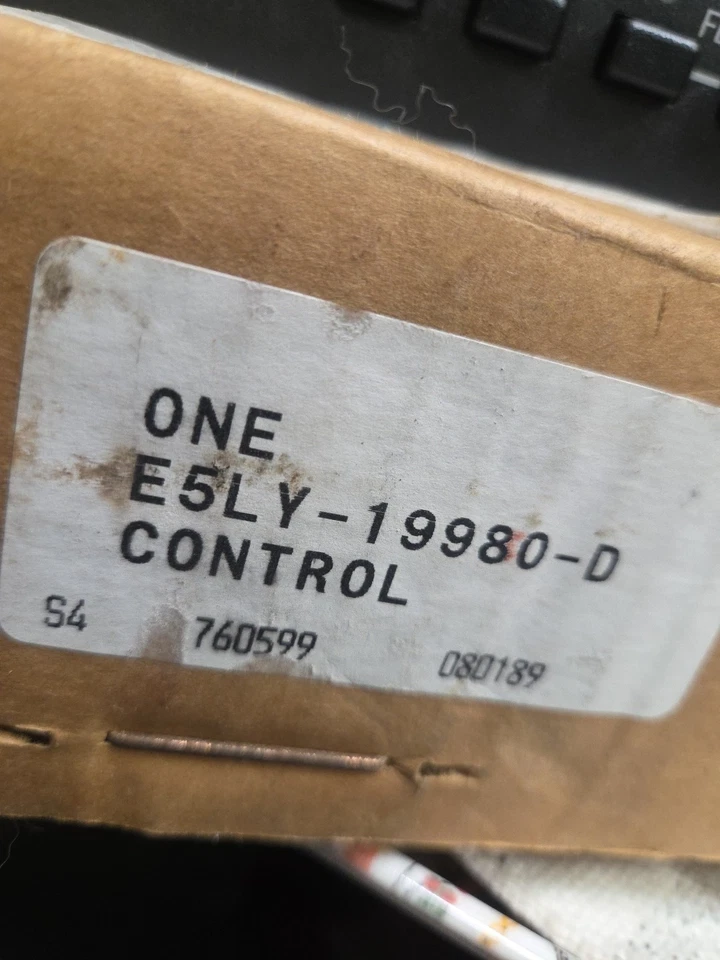 ONE
E5LY-19980-D
CONTROL
S4 760599 080189